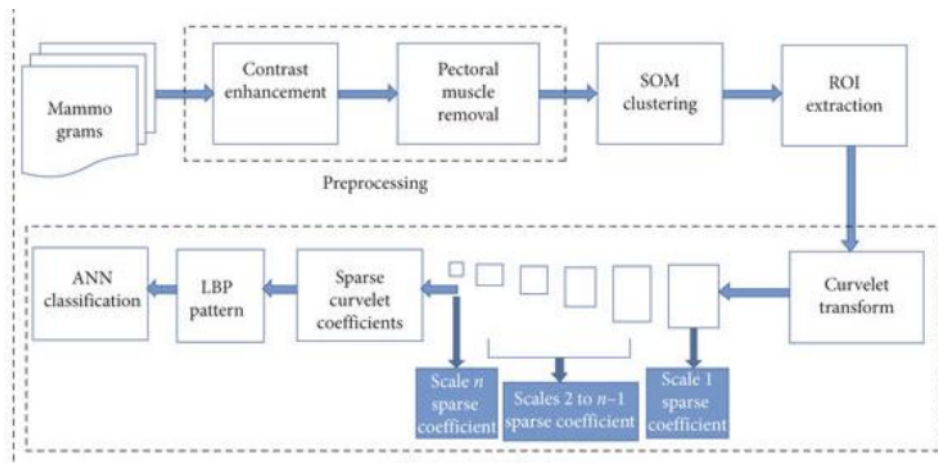 Mammo
grams
Contrast
enhancement
Pectoral
muscle
removal
SOM
clustering
ROI
extraction
Preprocessing
ANN
classification
LBP
pattern
Sparse
curvelet
coefficients
Curvelet
transform
Scale n
sparse
coefficient
Scales 2 to n–1
sparse coefficient
Scale 1
sparse
coefficient